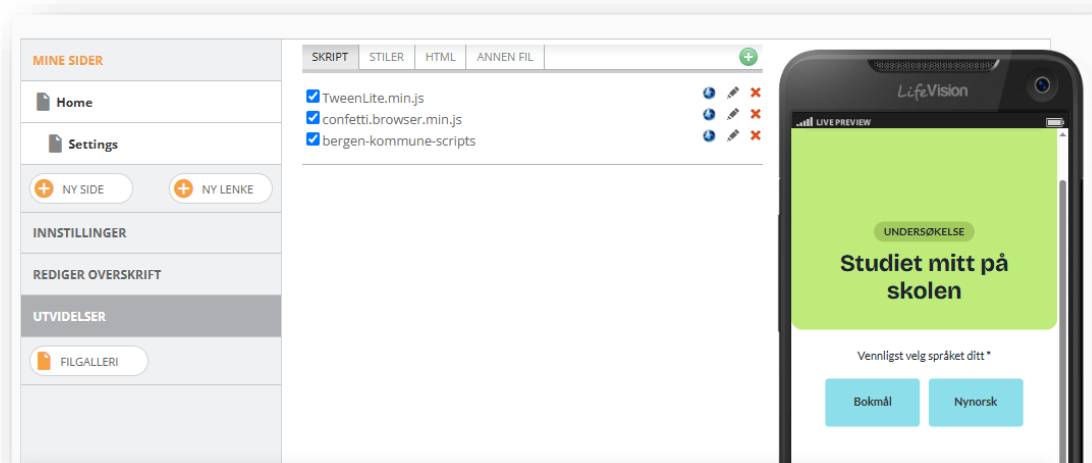 MINE SIDER
Home
Settings
NY SIDE
NY LENKE
INNSTILLINGER
REDIGER OVERSKRIFT
UTVIDELSER
FILGALLERI
SKRIPT STILER HTML ANNEN FIL
TweenLite.min.js
confetti.browser.min.js
bergen-kommune-scripts
LifeVision
LIVE PREVIEW
UNDERSØKELSE
Studiet mitt på
skolen
Vennligst velg språket ditt *
Bokmål
Nynorsk